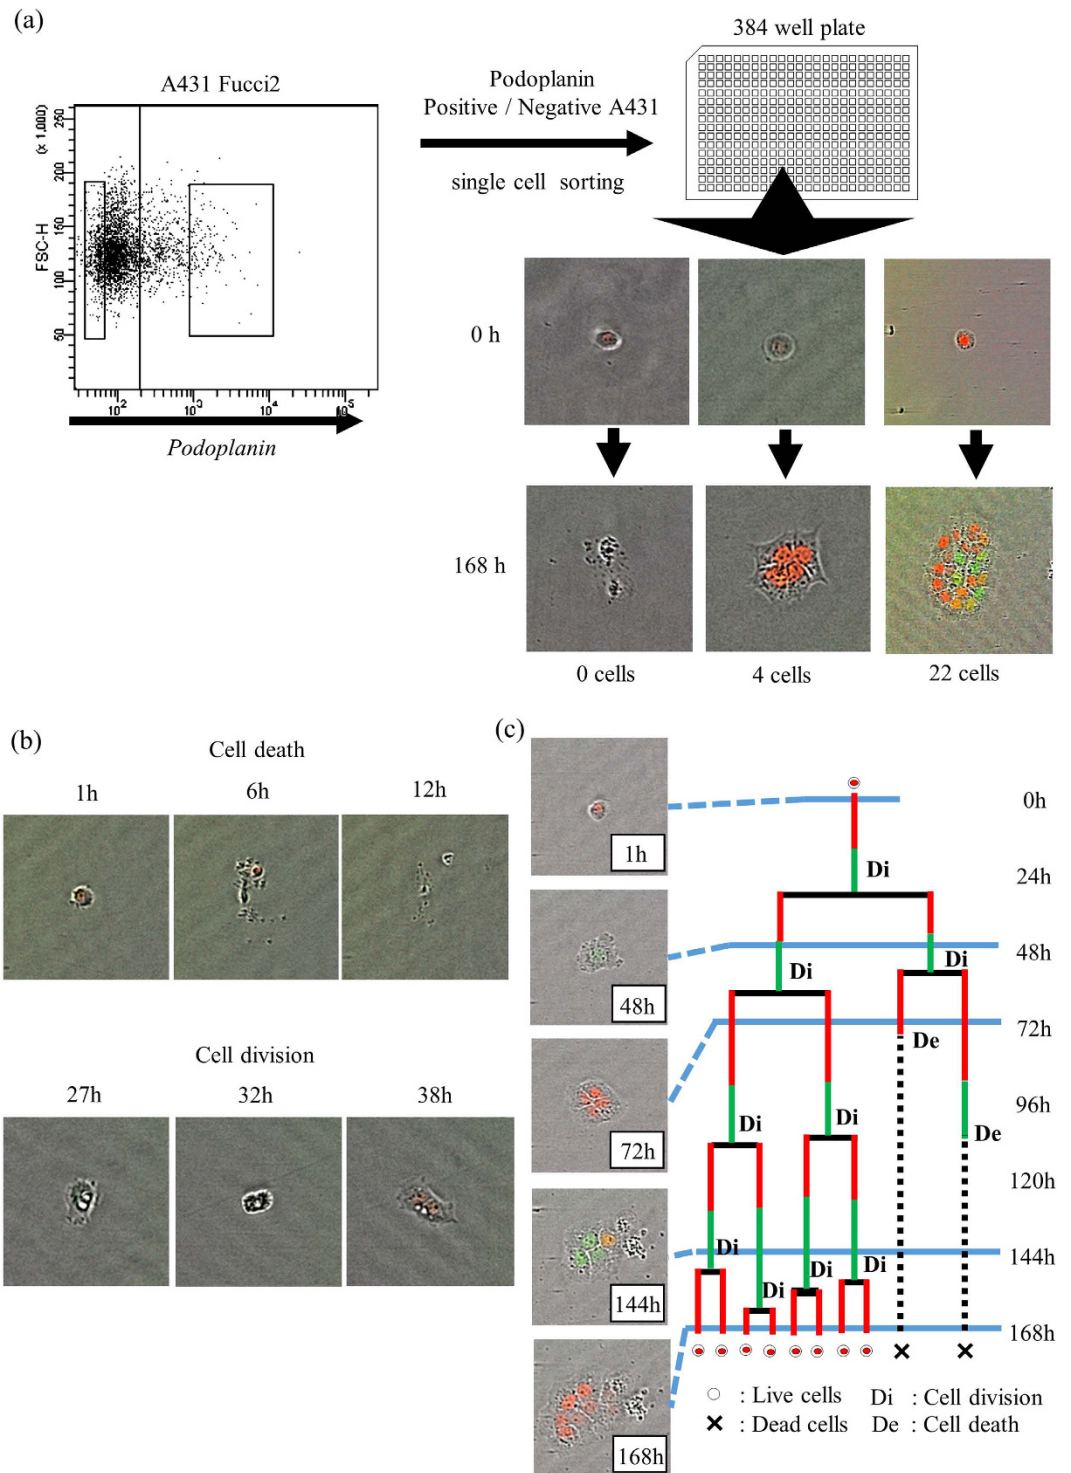 (a)
384 well plate
A431 Fucci2
Podoplanin
Positive / Negative A431
single cell sorting
(x 1,000)
FSC-H
250
200
150
100
50
10²
10³
10⁴
10⁵
Podoplanin
0 h
168 h
0 cells
4 cells
22 cells
(b)
Cell death
1h
6h
12h
Cell division
27h
32h
38h
(c)
1h
48h
72h
144h
168h
0h
24h
48h
72h
96h
120h
144h
168h
Di
Di
Di
De
Di
Di
De
Di
Di
Di
Di
: Live cells
Di : Cell division
: Dead cells
De : Cell death